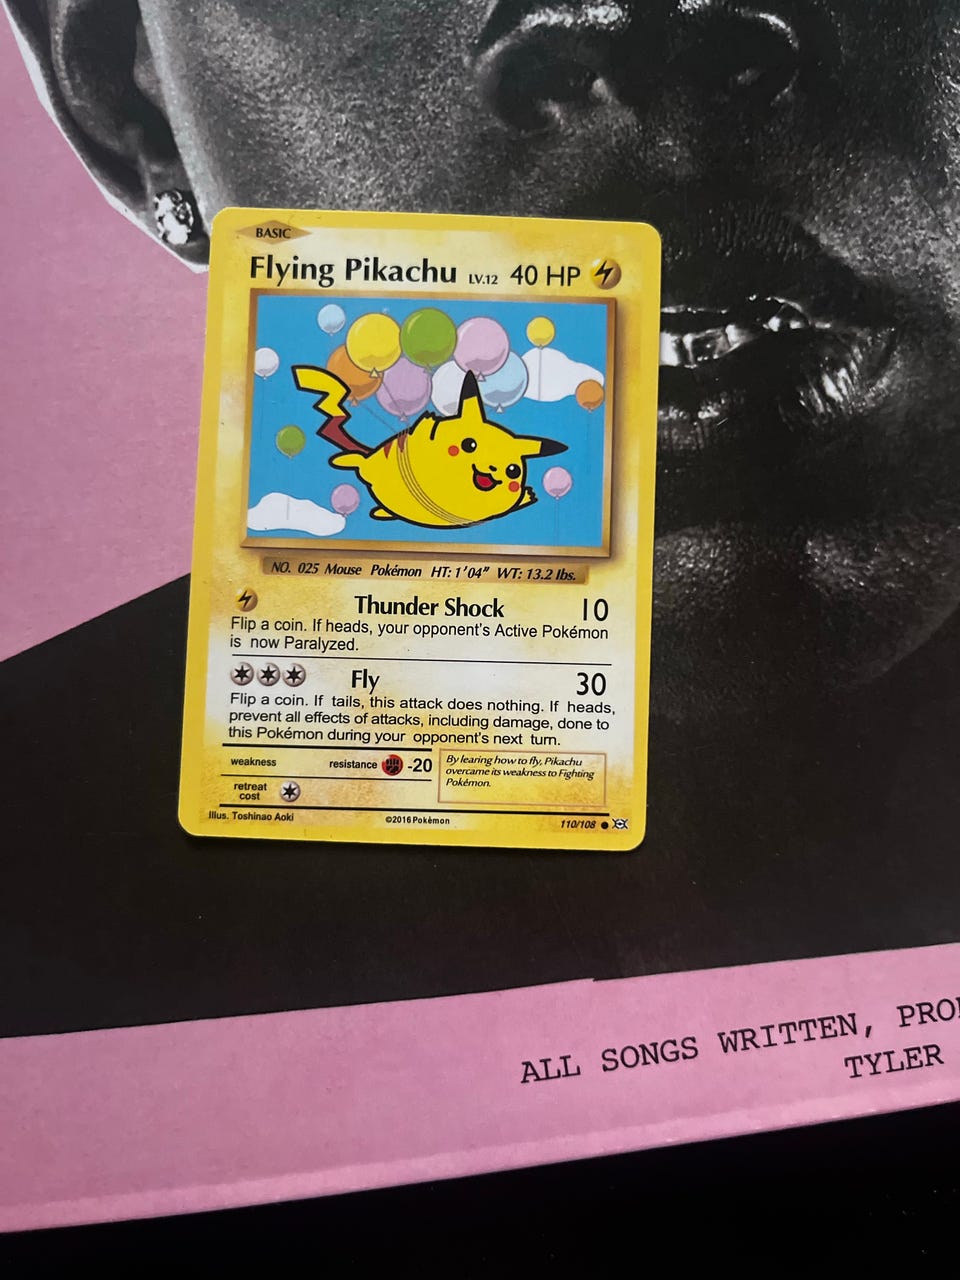 BASIC
Flying Pikachu LV.12 40 HP
NO. 025 Mouse Pokémon HT: 1'04" WT: 13.2 lbs.
Thunder Shock 10
Flip a coin. If heads, your opponent's Active Pokémon
is now Paralyzed.
Fly 30
Flip a coin. If tails, this attack does nothing. If heads,
prevent all effects of attacks, including damage, done to
this Pokémon during your opponent's next turn.
weakness
resistance -20
By learing how to fly, Pikachu
overcame its weakness to Fighting
Pokémon.
retreat
cost
Illus. Toshinao Aoki
©2016 Pokémon
110/108
ALL SONGS WRITTEN,
TYLER